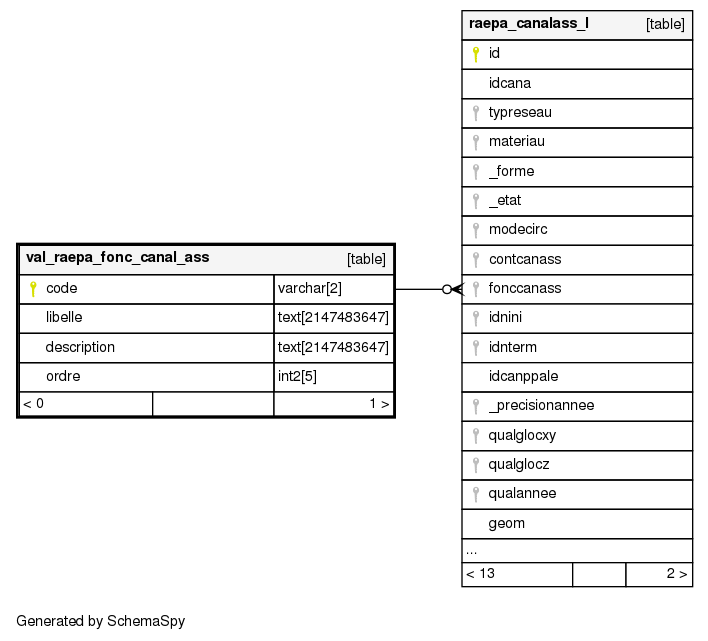 val_raepa_fonc_canal_ass [table]
code varchar[2]
libelle text[2147483647]
description text[2147483647]
ordre int2[5]
< 0 1 >
raepa_canalass_l [table]
id
idcana
typreseau
materiau
_forme
_etat
modecirc
contcanass
fonccanass
idnini
idnterm
idcanppale
_precisionannee
qualglocxy
qualglocz
qualannee
geom
...
< 13 2 >
Generated by SchemaSpy